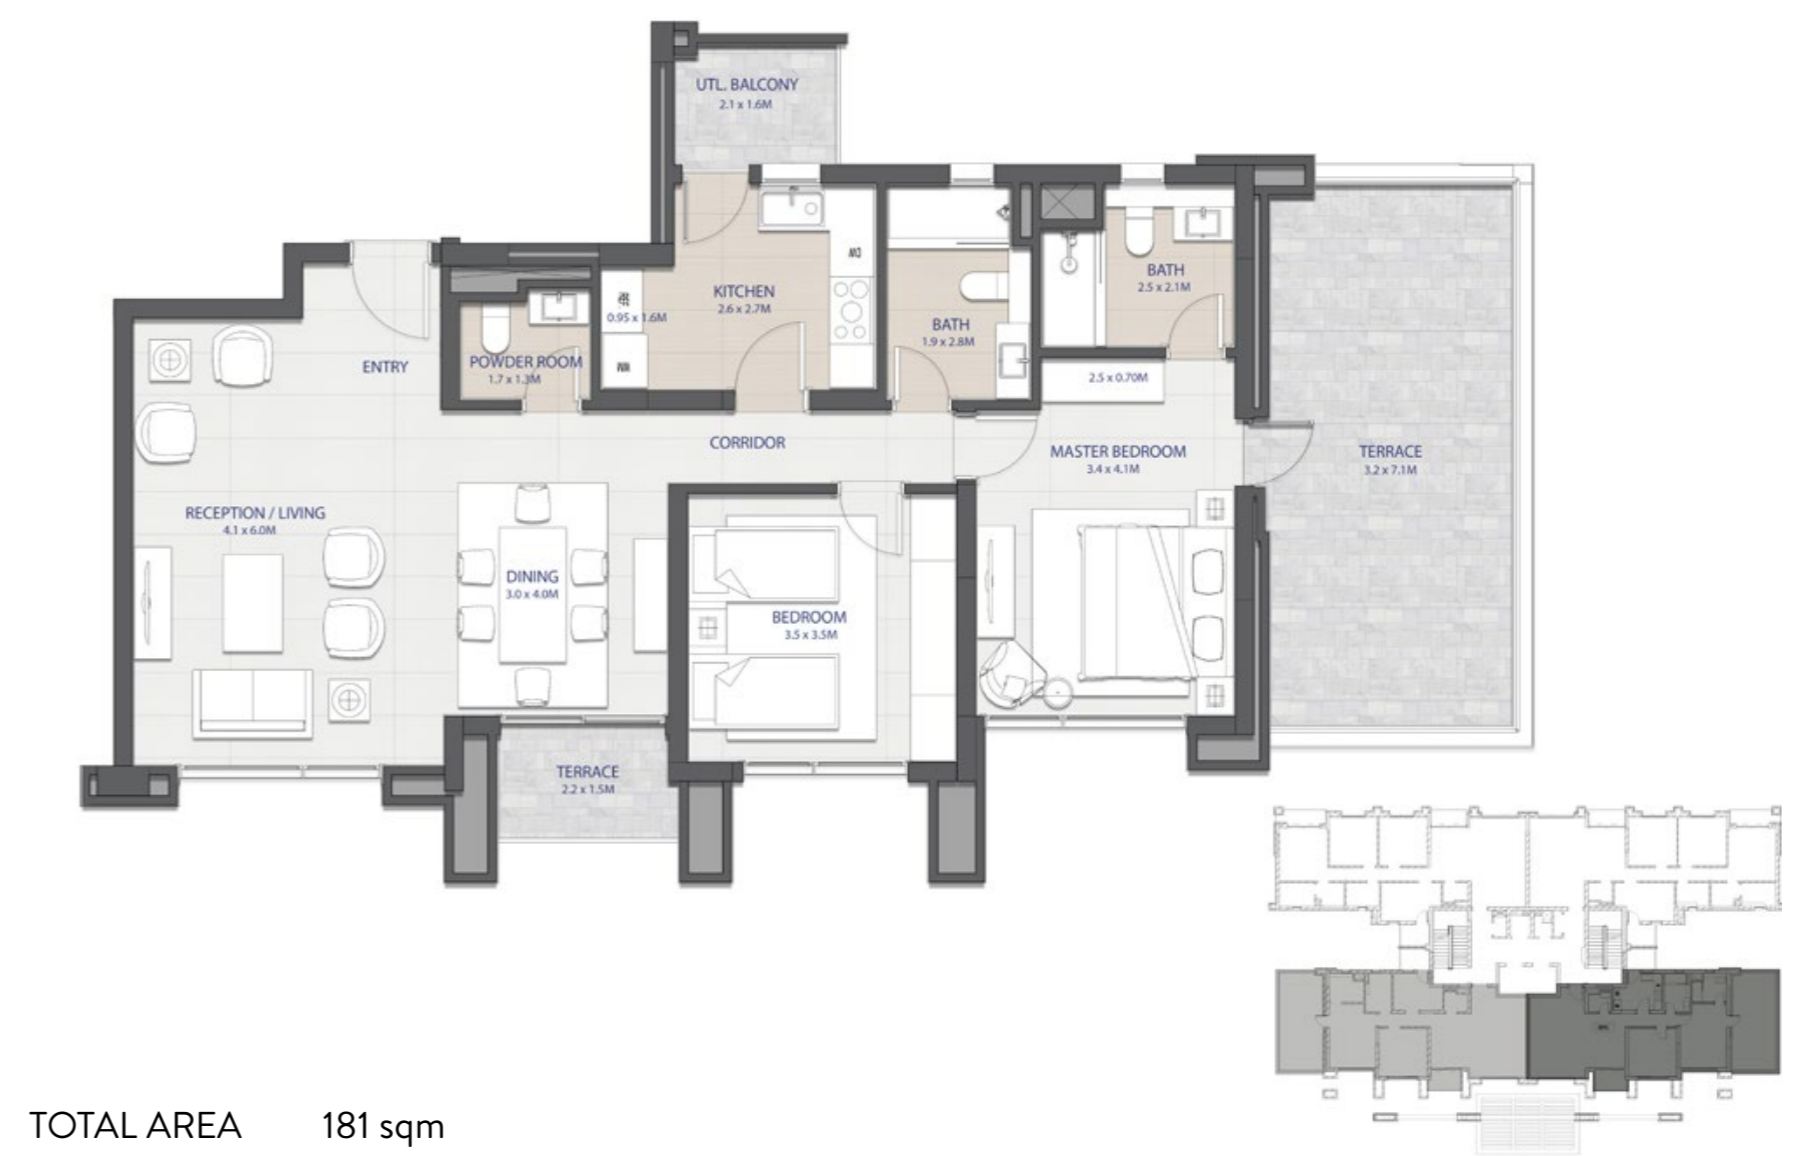 UTL. BALCONY
2.1 x 1.6M
KITCHEN
2.6 x 2.7M
DW
REF
0.95 x 1.6M
WM
BATH
2.5 x 2.1M
BATH
1.9 x 2.8M
ENTRY
POWDER ROOM
1.7 x 1.3M
2.5 x 0.70M
CORRIDOR
MASTER BEDROOM
3.4 x 4.1M
TERRACE
3.2 x 7.1M
RECEPTION / LIVING
4.1 x 6.0M
DINING
3.0 x 4.0M
BEDROOM
3.5 x 3.5M
TERRACE
2.2 x 1.5M
TOTAL AREA 181 sqm